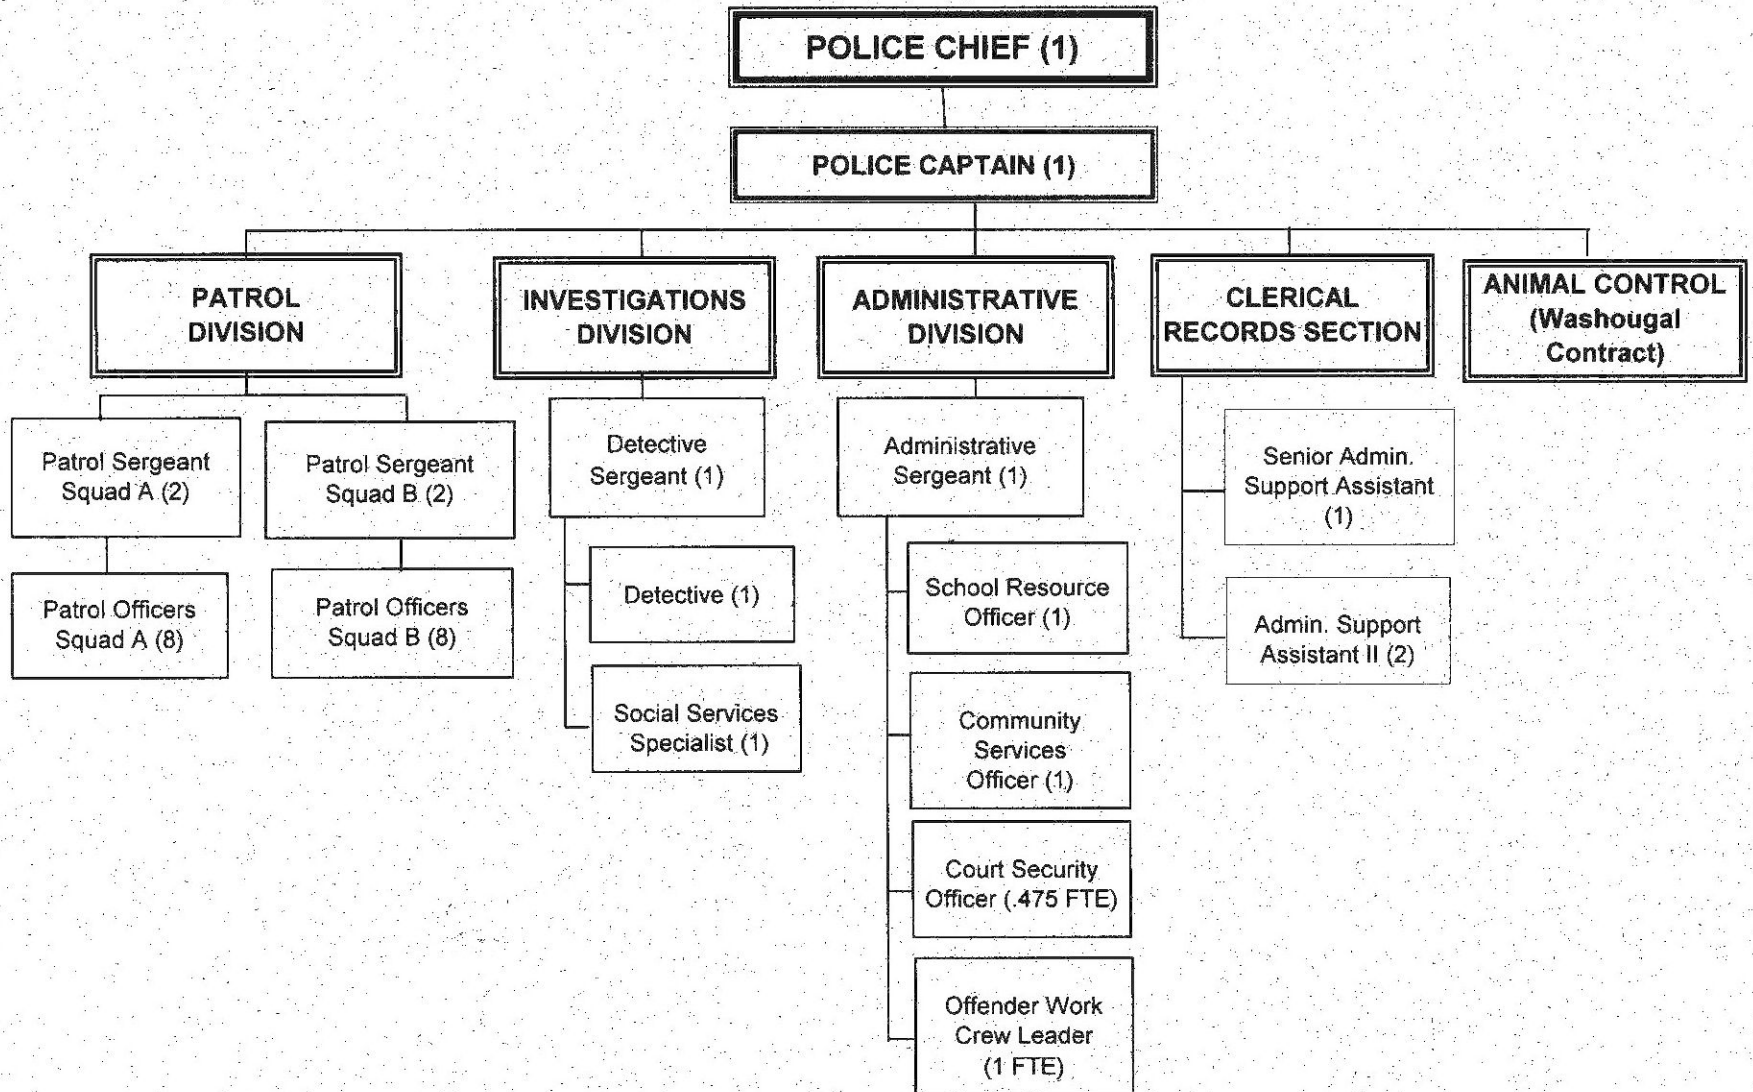 POLICE CHIEF (1)
POLICE CAPTAIN (1)
PATROL
DIVISION
INVESTIGATIONS
DIVISION
ADMINISTRATIVE
DIVISION
CLERICAL
RECORDS SECTION
ANIMAL CONTROL
(Washougal
Contract)
Patrol Sergeant
Squad A (2)
Patrol Sergeant
Squad B (2)
Patrol Officers
Squad A (8)
Patrol Officers
Squad B (8)
Detective
Sergeant (1)
Detective (1)
Social Services
Specialist (1)
Administrative
Sergeant (1)
School Resource
Officer (1)
Community
Services
Officer (1)
Court Security
Officer (.475 FTE)
Offender Work
Crew Leader
(1 FTE)
Senior Admin.
Support Assistant
(1)
Admin. Support
Assistant II (2)